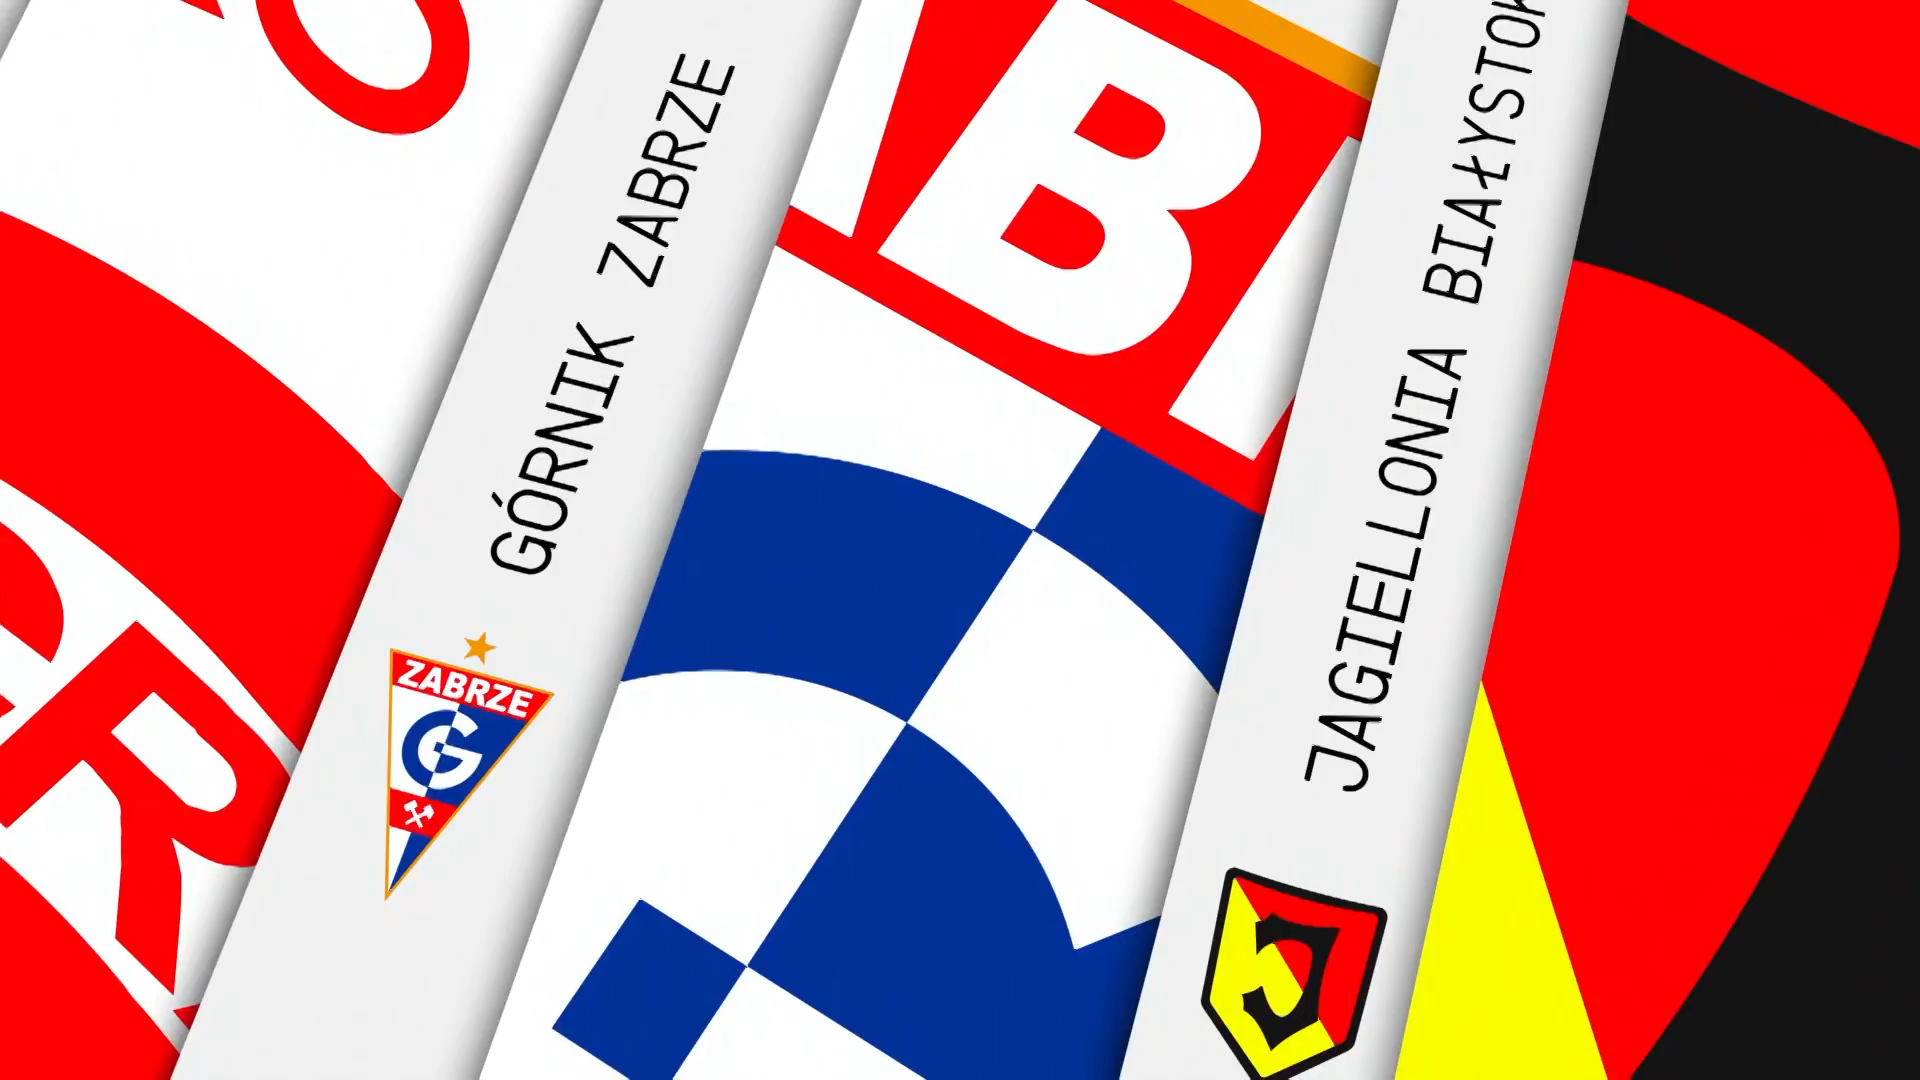 GÓRNIK ZABRZE
ZABRZE
G
B
JAGIELLONIA BIAŁYSTOK
J
R